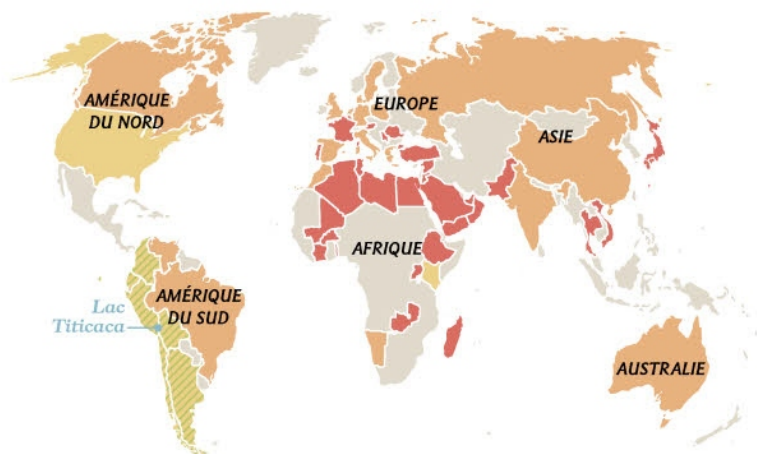 AMÉRIQUE
DU NORD
EUROPE
ASIE
AFRIQUE
Lac
Titicaca
AMÉRIQUE
DU SUD
AUSTRALIE